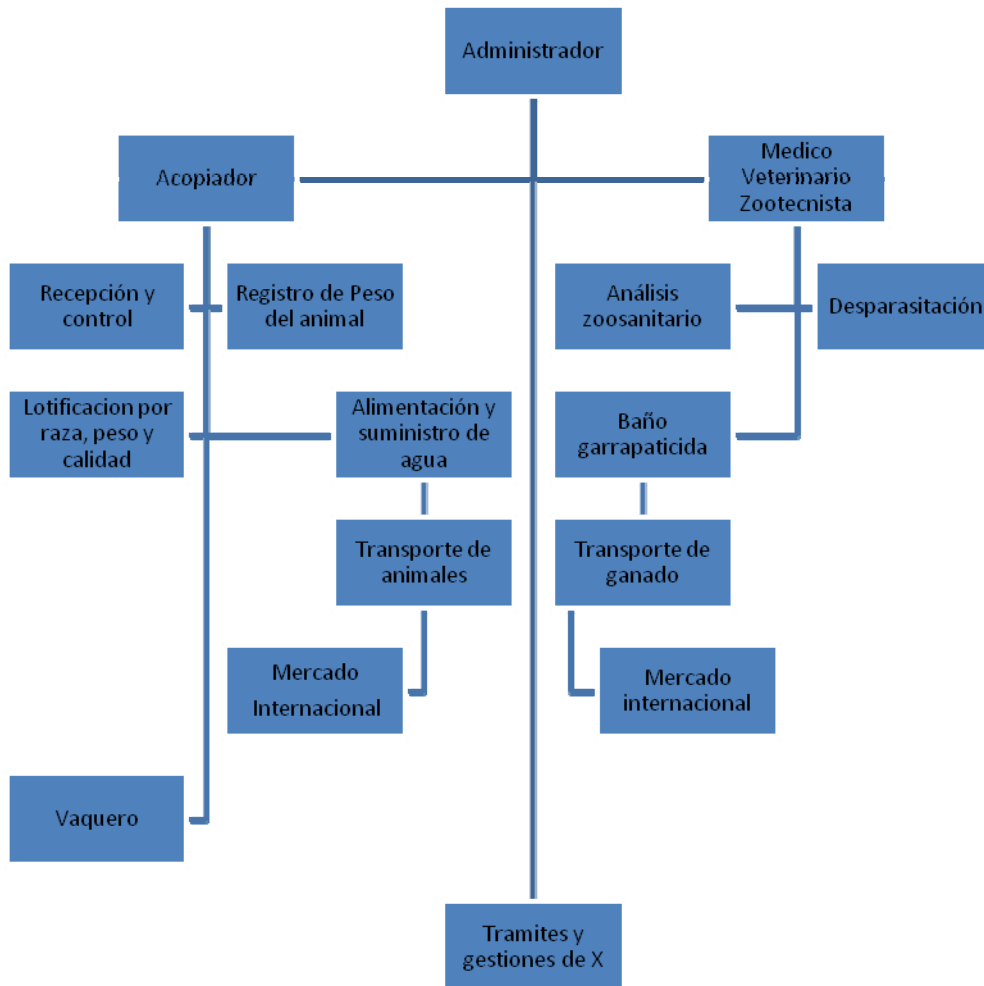 Administrador
Acopiador
Medico
Veterinario
Zootecnista
Recepción y
control
Registro de Peso
del animal
Análisis
zoosanitario
Desparasitación
Lotificacion por
raza, peso y
calidad
Alimentación y
suministro de
agua
Baño
garrapaticida
Transporte de
animales
Transporte de
ganado
Mercado
Internacional
Mercado
internacional
Vaquero
Tramites y
gestiones de X